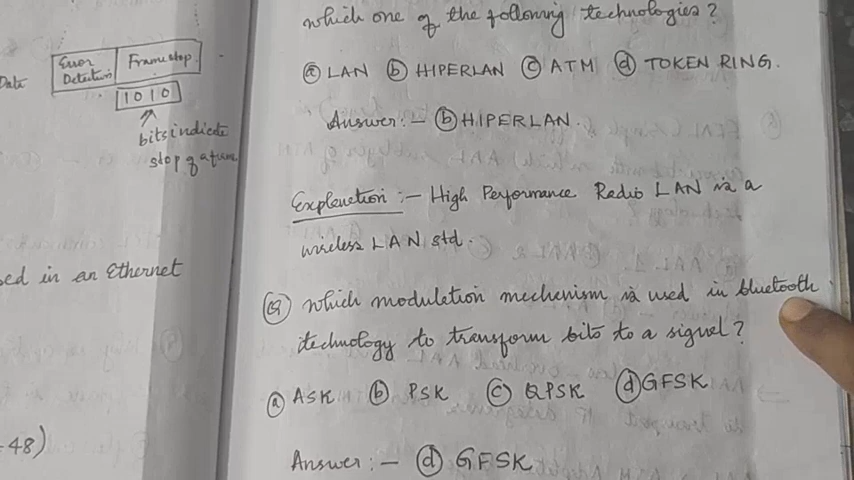 Date
Error Detection
Frame stop
1010
bits indicate
stop of a frame
sed in an Ethernet
-48)
which one of the following technologies?
(a) LAN (b) HIPERLAN (c) ATM (d) TOKEN RING.
Answer:- (b) HIPERLAN.
Explanation :- High Performance Radio LAN is a
wireless LAN std.
(Q) which modulation mechanism is used in bluetooth
technology to transform bits to a signal?
(a) ASK (b) PSK (c) QPSK (d) GFSK
Answer :- (d) GFSK